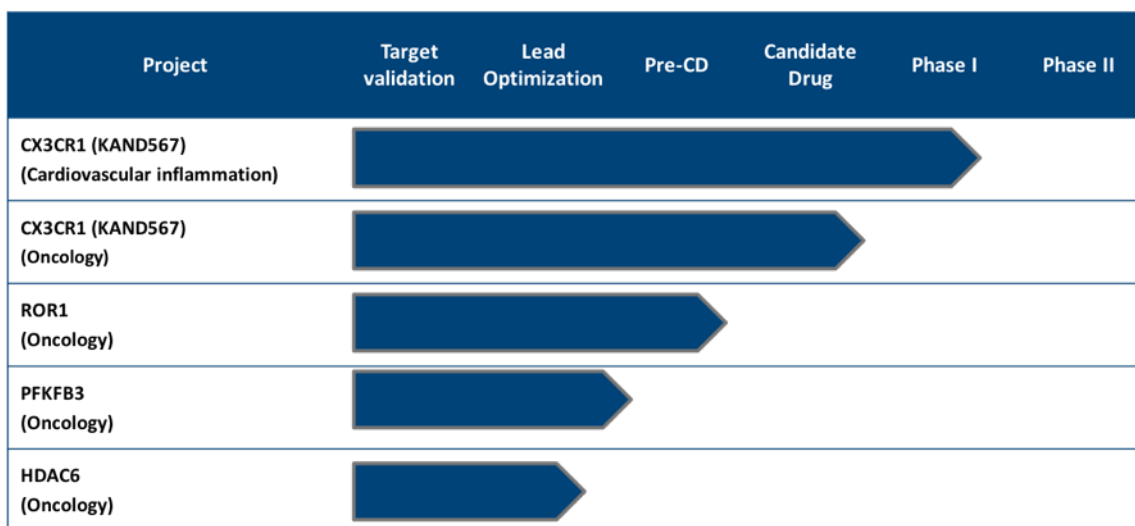 Project
Target
validation
Lead
Optimization
Pre-CD
Candidate
Drug
Phase I
Phase II
CX3CR1 (KAND567)
(Cardiovascular inflammation)
CX3CR1 (KAND567)
(Oncology)
ROR1
(Oncology)
PFKFB3
(Oncology)
HDAC6
(Oncology)